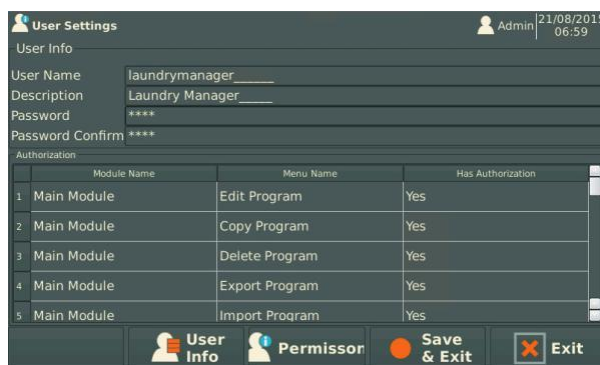 User Settings
Admin
21/08/201
06:59
User Info
User Name laundrymanager______
Description Laundry Manager_____
Password ****
Password Confirm ****
Authorization
Module Name Menu Name Has Authorization
1 Main Module Edit Program Yes
2 Main Module Copy Program Yes
3 Main Module Delete Program Yes
4 Main Module Export Program Yes
5 Main Module Import Program Yes
User Info
Permissor
Save & Exit
Exit